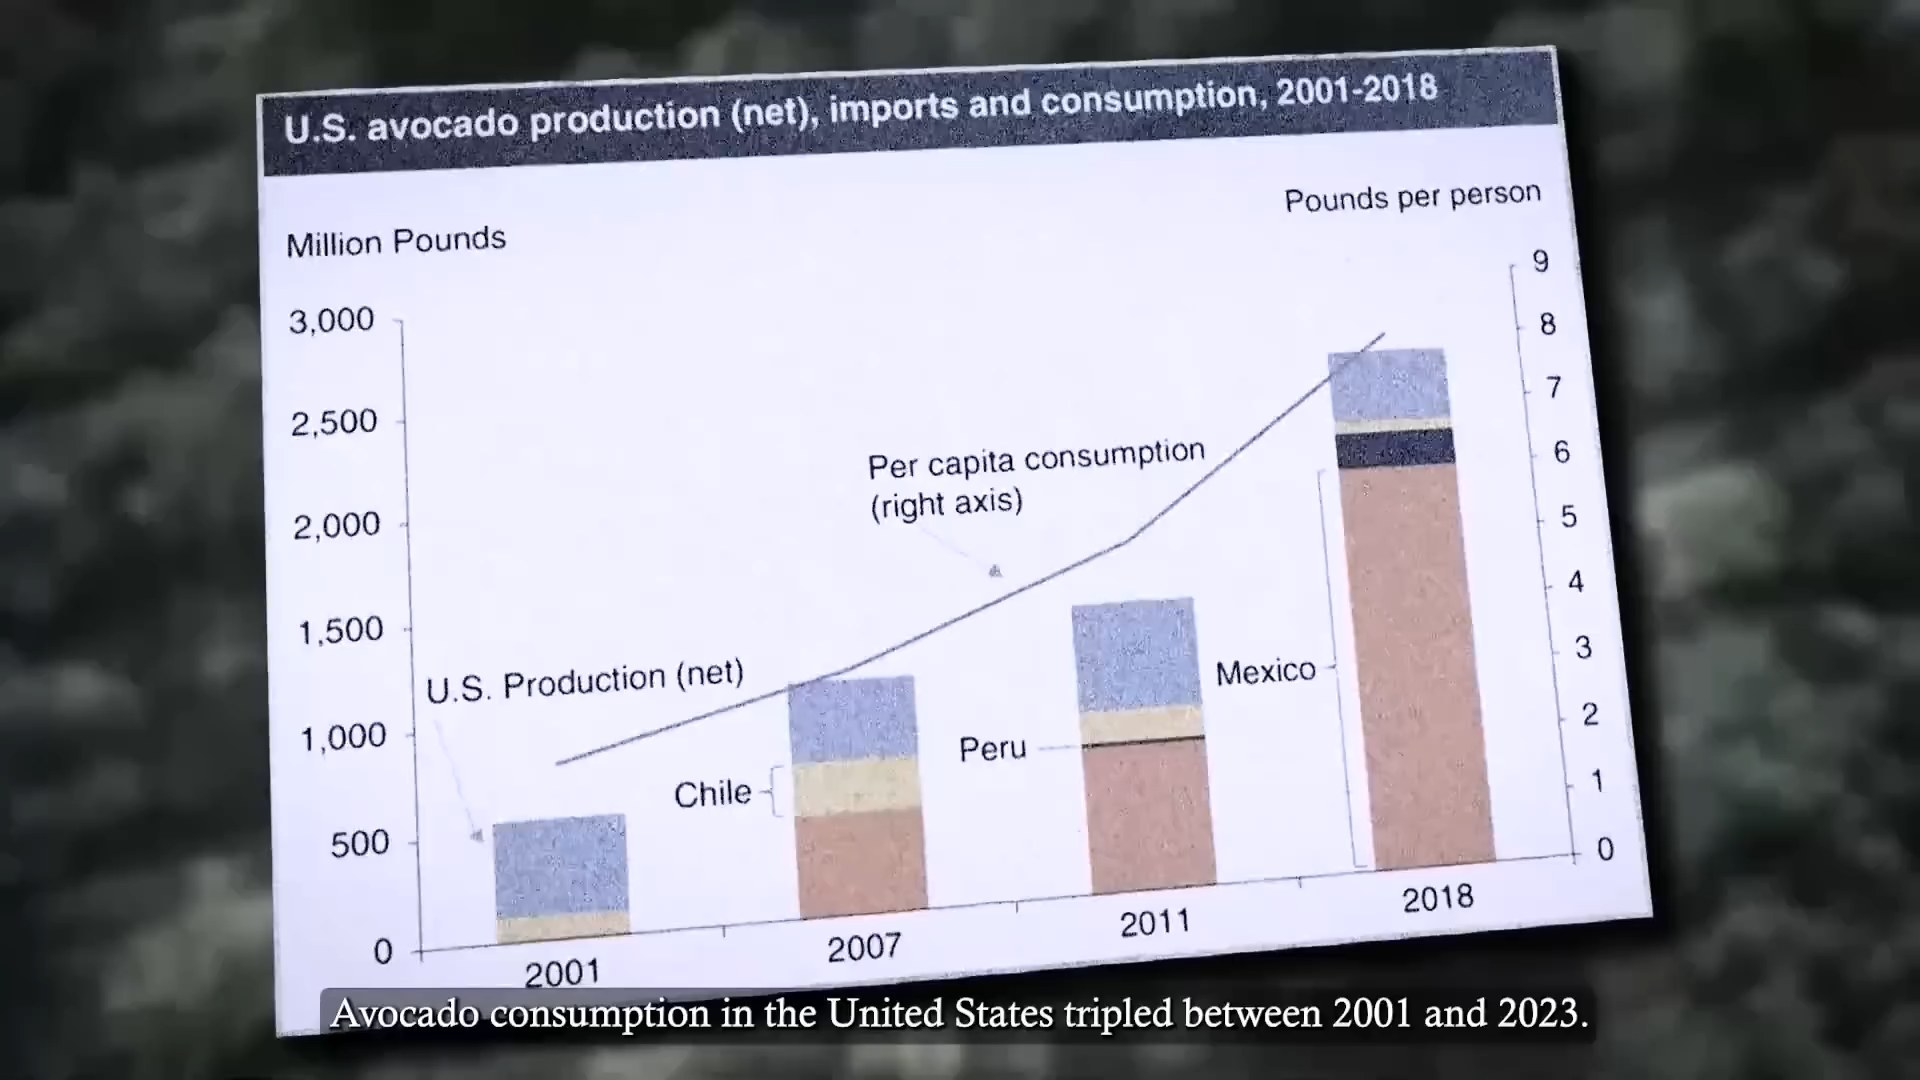 U.S. avocado production (net), imports and consumption, 2001-2018
Million Pounds
Pounds per person
3,000
2,500
2,000
1,500
1,000
500
0
9
8
7
6
5
4
3
2
1
0
Per capita consumption
(right axis)
U.S. Production (net)
Chile
Peru
Mexico
2001
2007
2011
2018
Avocado consumption in the United States tripled between 2001 and 2023.